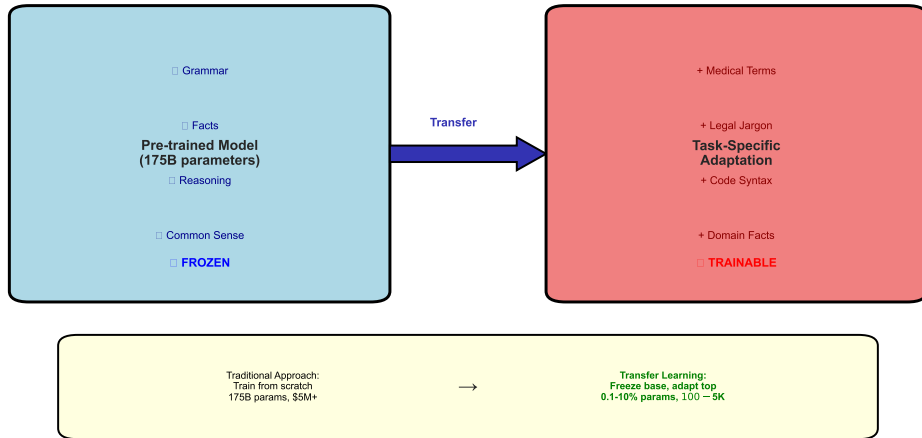 ▯ Grammar
▯ Facts
Pre-trained Model
(175B parameters)
▯ Reasoning
▯ Common Sense
▯ FROZEN
Transfer
+ Medical Terms
+ Legal Jargon
Task-Specific
Adaptation
+ Code Syntax
+ Domain Facts
▯ TRAINABLE
Traditional Approach:
Train from scratch
175B params, $5M+
→
Transfer Learning:
Freeze base, adapt top
0.1-10% params, 100 − 5K